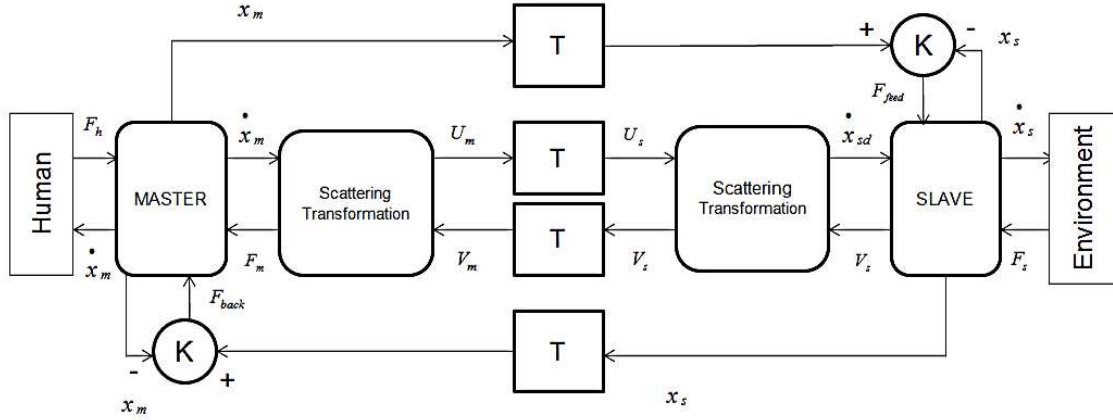 x_m
T
+
K
-
x_s
F_feed
Human
F_h
ẋ_m
MASTER
ẋ_m
F_m
Scattering
Transformation
U_m
V_m
T
T
U_s
V_s
Scattering
Transformation
ẋ_sd
V_s
SLAVE
ẋ_s
F_s
Environment
F_back
K
-
+
x_m
T
x_s